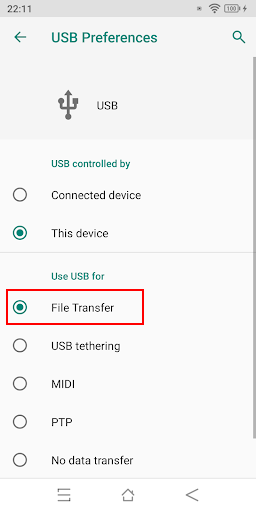 22:11
100
USB Preferences
USB
USB controlled by
Connected device
This device
Use USB for
File Transfer
USB tethering
MIDI
PTP
No data transfer